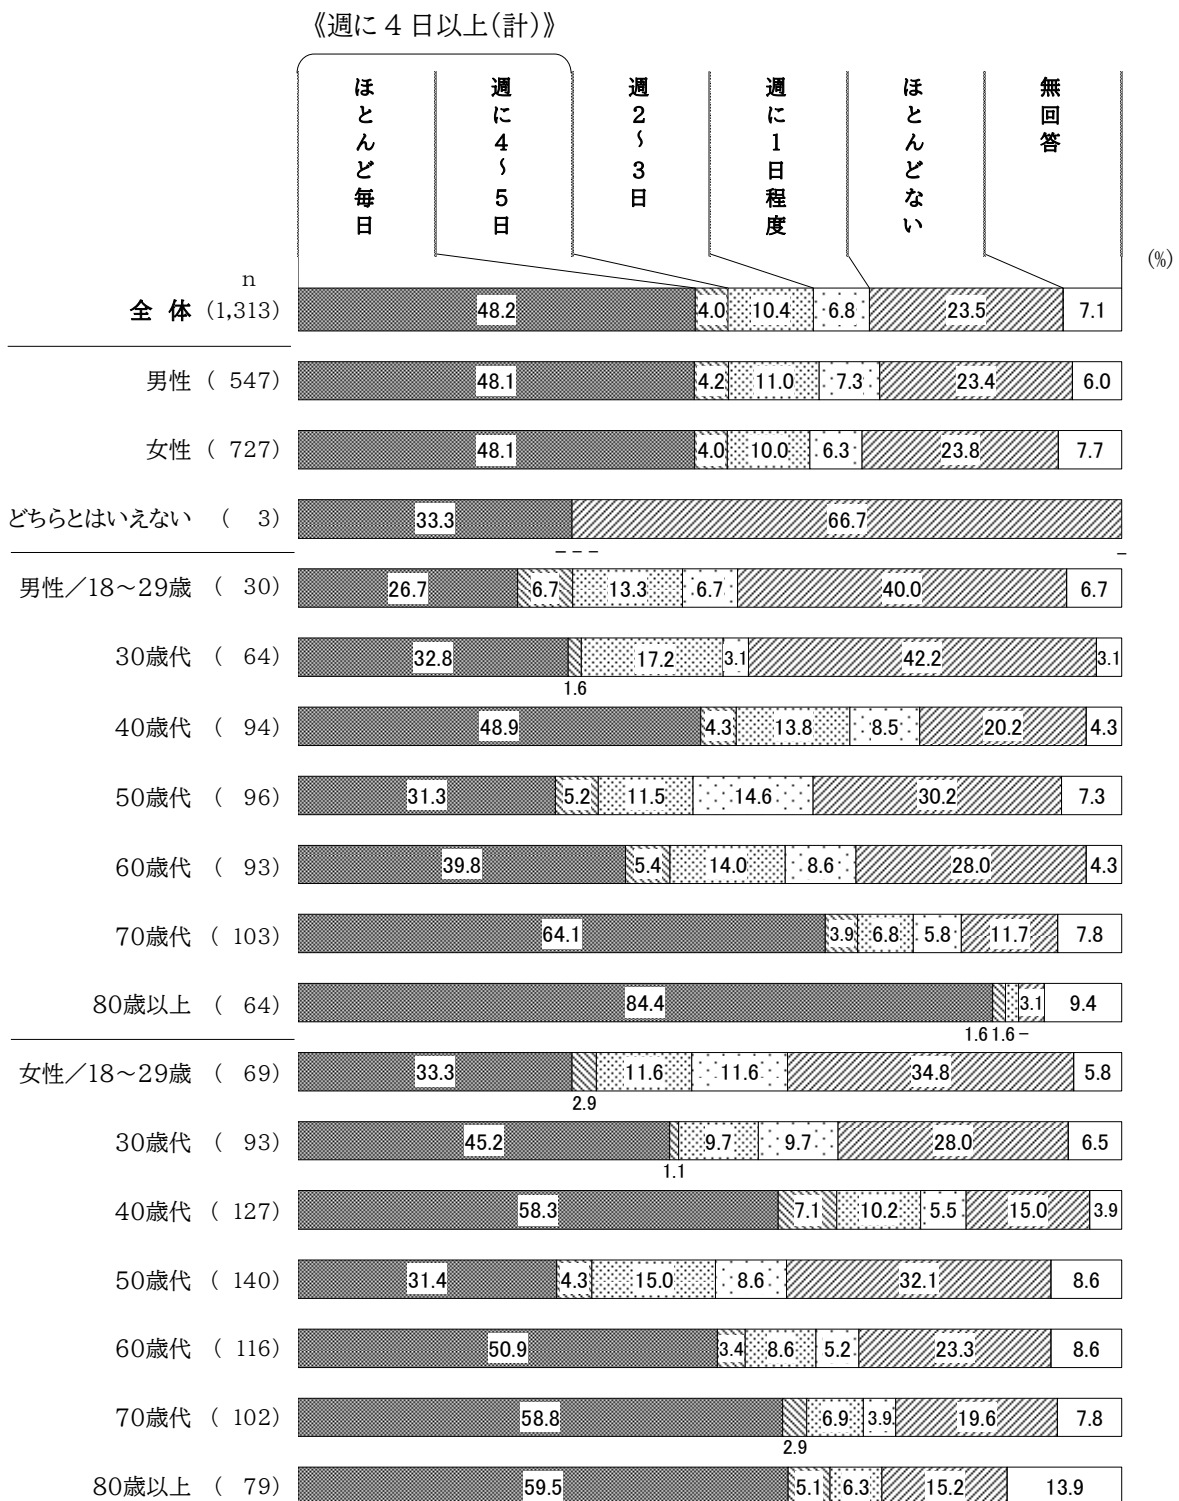 《週に４日以上（計）》
ほとんど毎日
週に４～５日
週２～３日
週に１日程度
ほとんどない
無回答
(%)
n
全 体 (1,313) 48.2 4.0 10.4 6.8 23.5 7.1
男性 ( 547) 48.1 4.2 11.0 7.3 23.4 6.0
女性 ( 727) 48.1 4.0 10.0 6.3 23.8 7.7
どちらとはいえない ( 3) 33.3 66.7
− − − −
男性／18～29歳 ( 30) 26.7 6.7 13.3 6.7 40.0 6.7
30歳代 ( 64) 32.8 17.2 3.1 42.2 3.1
1.6
40歳代 ( 94) 48.9 4.3 13.8 8.5 20.2 4.3
50歳代 ( 96) 31.3 5.2 11.5 14.6 30.2 7.3
60歳代 ( 93) 39.8 5.4 14.0 8.6 28.0 4.3
70歳代 ( 103) 64.1 3.9 6.8 5.8 11.7 7.8
80歳以上 ( 64) 84.4 3.1 9.4
1.6 1.6 −
女性／18～29歳 ( 69) 33.3 11.6 11.6 34.8 5.8
2.9
30歳代 ( 93) 45.2 9.7 9.7 28.0 6.5
1.1
40歳代 ( 127) 58.3 7.1 10.2 5.5 15.0 3.9
50歳代 ( 140) 31.4 4.3 15.0 8.6 32.1 8.6
60歳代 ( 116) 50.9 3.4 8.6 5.2 23.3 8.6
70歳代 ( 102) 58.8 6.9 3.9 19.6 7.8
2.9
80歳以上 ( 79) 59.5 5.1 6.3 15.2 13.9